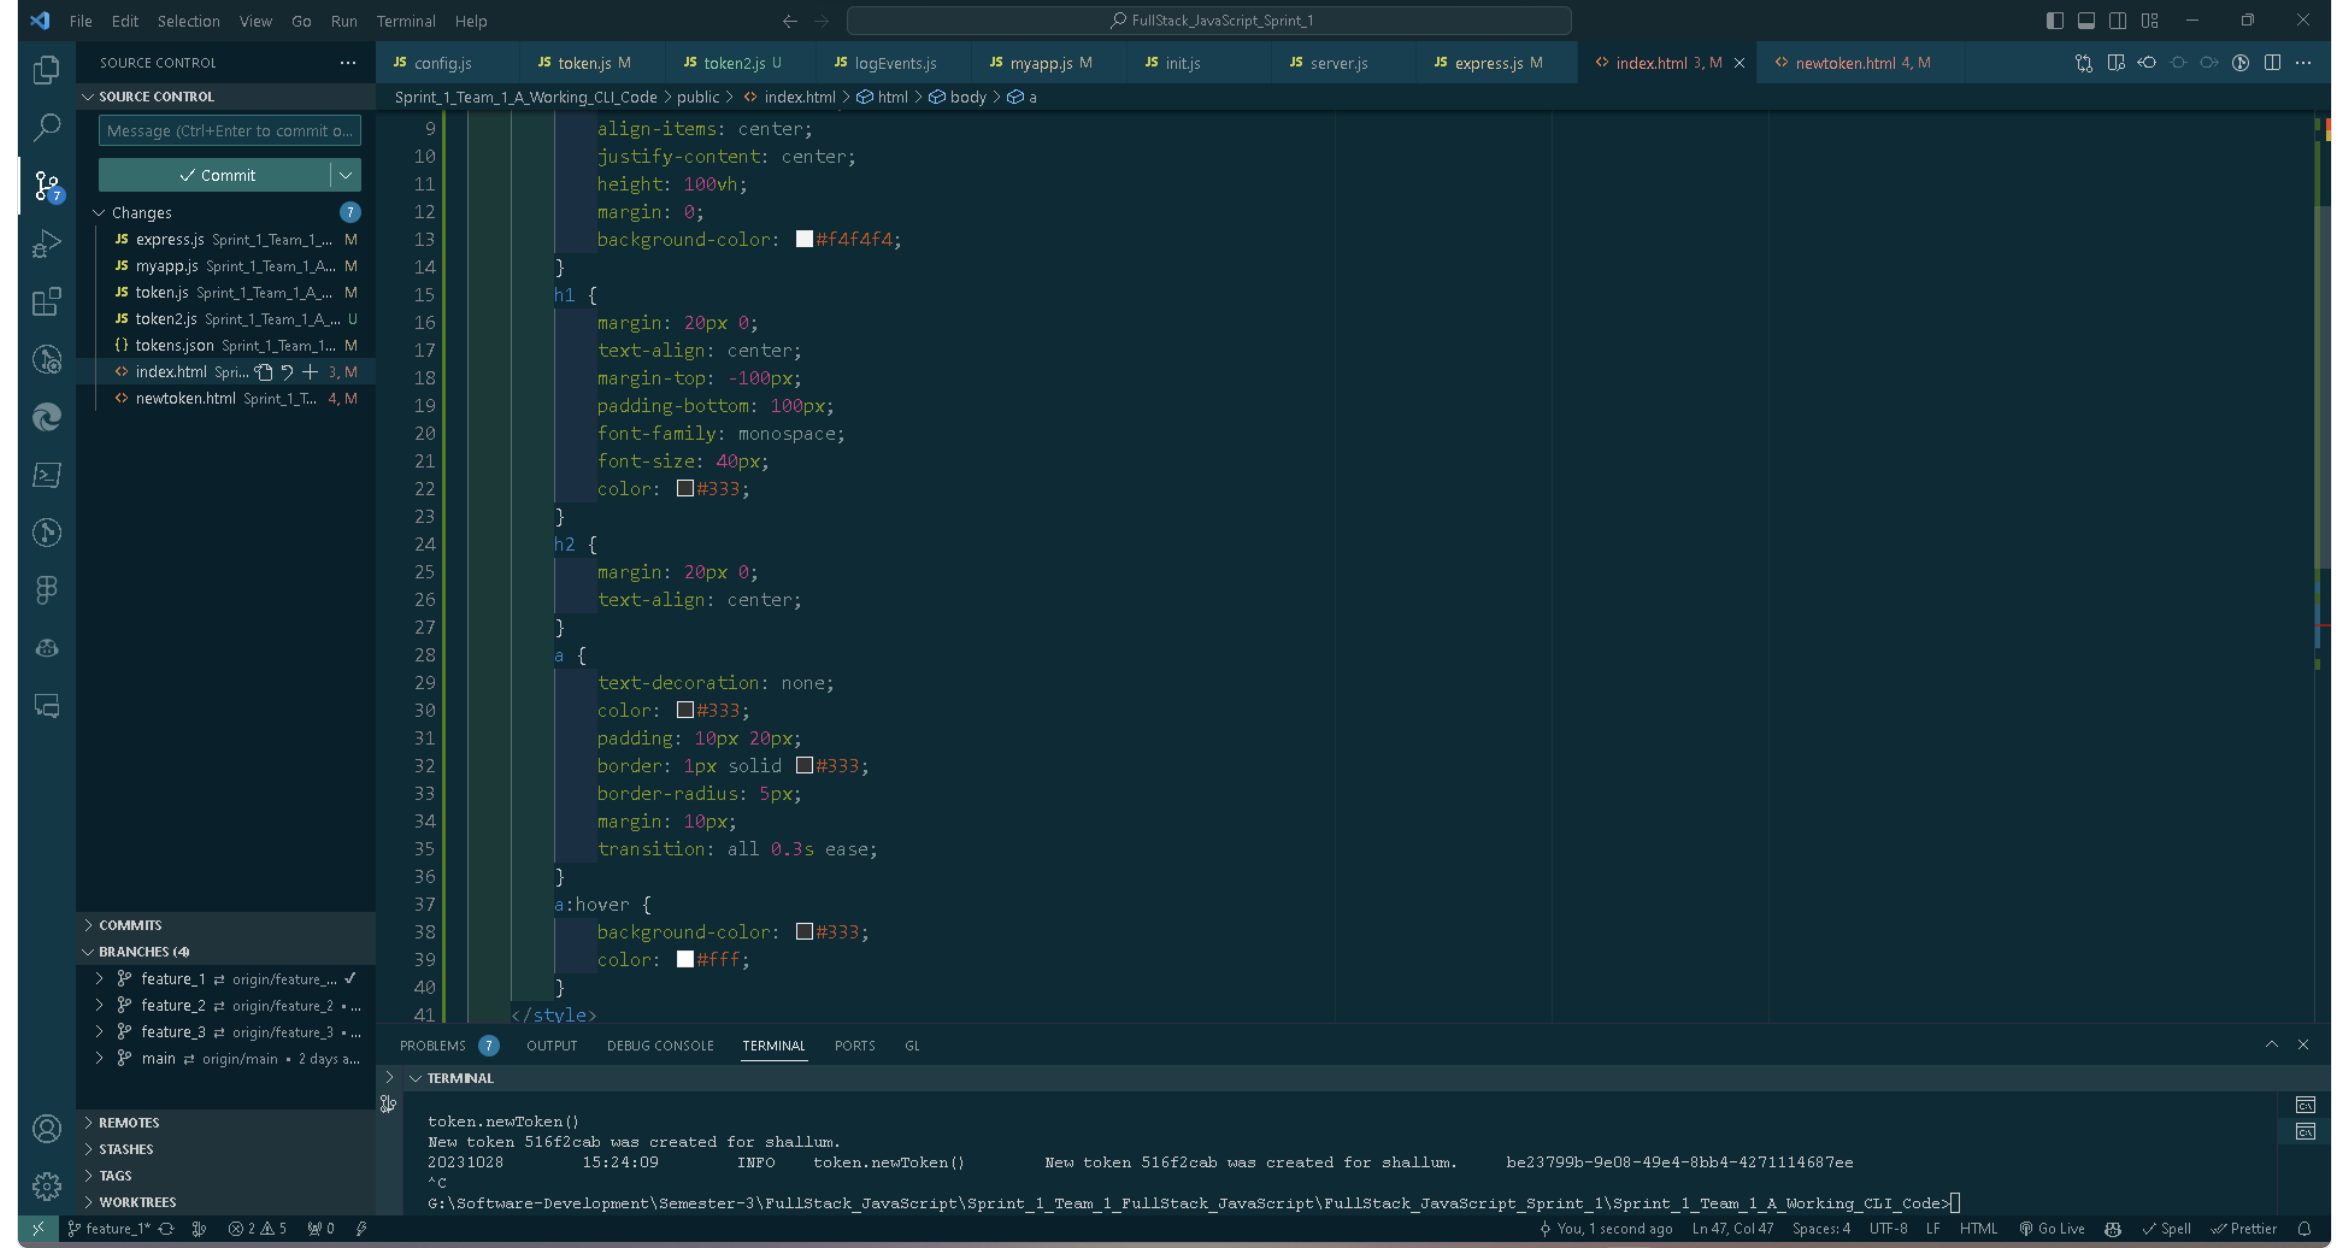 File Edit Selection View Go Run Terminal Help
FullStack_JavaScript_Sprint_1
SOURCE CONTROL ...
JS config.js
JS token.js M
JS token2.js U
JS logEvents.js
JS myapp.js M
JS init.js
JS server.js
JS express.js M
index.html 3, M
newtoken.html 4, M
SOURCE CONTROL
Sprint_1_Team_1_A_Working_CLI_Code > public > index.html > html > body > a
Message (Ctrl+Enter to commit o...
Commit
Changes 7
7
JS express.js Sprint_1_Team_1_... M
JS myapp.js Sprint_1_Team_1_A... M
JS token.js Sprint_1_Team_1_A_... M
JS token2.js Sprint_1_Team_1_A_... U
{} tokens.json Sprint_1_Team_1... M
index.html Spri... 3, M
newtoken.html Sprint_1_T... 4, M
COMMITS
BRANCHES (4)
feature_1 ⇄ origin/feature_... ✓
feature_2 ⇄ origin/feature_2 • ...
feature_3 ⇄ origin/feature_3 • ...
main ⇄ origin/main • 2 days a...
REMOTES
STASHES
TAGS
WORKTREES
9 align-items: center;
10 justify-content: center;
11 height: 100vh;
12 margin: 0;
13 background-color: #f4f4f4;
14 }
15 h1 {
16 margin: 20px 0;
17 text-align: center;
18 margin-top: -100px;
19 padding-bottom: 100px;
20 font-family: monospace;
21 font-size: 40px;
22 color: #333;
23 }
24 h2 {
25 margin: 20px 0;
26 text-align: center;
27 }
28 a {
29 text-decoration: none;
30 color: #333;
31 padding: 10px 20px;
32 border: 1px solid #333;
33 border-radius: 5px;
34 margin: 10px;
35 transition: all 0.3s ease;
36 }
37 a:hover {
38 background-color: #333;
39 color: #fff;
40 }
41 </style>
PROBLEMS 7 OUTPUT DEBUG CONSOLE TERMINAL PORTS GL
TERMINAL
token.newToken()
New token 516f2cab was created for shallum.
20231028 15:24:09 INFO token.newToken() New token 516f2cab was created for shallum. be23799b-9e08-49e4-8bb4-4271114687ee
^C
G:\Software-Development\Semester-3\FullStack_JavaScript\Sprint_1_Team_1_FullStack_JavaScript\FullStack_JavaScript_Sprint_1\Sprint_1_Team_1_A_Working_CLI_Code>
feature_1* 2 5 0 You, 1 second ago Ln 47, Col 47 Spaces: 4 UTF-8 LF HTML Go Live Spell Prettier